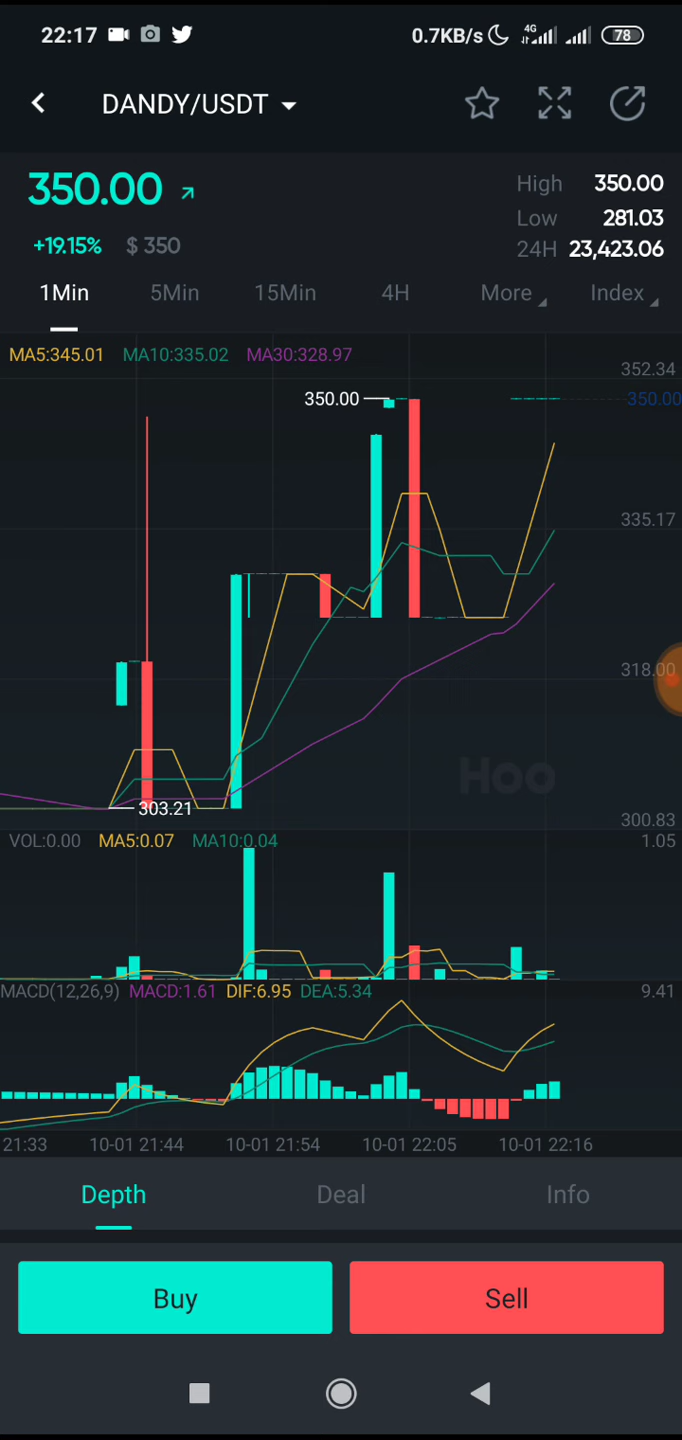 22:17 0.7KB/s 4G 78
DANDY/USDT
350.00
High 350.00
Low 281.03
+19.15% $ 350
24H 23,423.06
1Min 5Min 15Min 4H More Index
MA5:345.01 MA10:335.02 MA30:328.97
352.34
350.00
350.00
335.17
318.00
Hoo
303.21
300.83
VOL:0.00 MA5:0.07 MA10:0.04 1.05
MACD(12,26,9) MACD:1.61 DIF:6.95 DEA:5.34 9.41
21:33 10-01 21:44 10-01 21:54 10-01 22:05 10-01 22:16
Depth Deal Info
Buy Sell